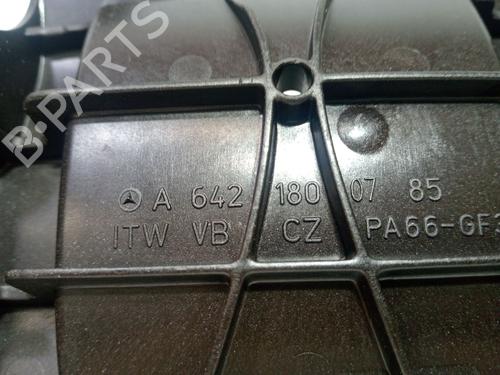 B-PARTS
A 642 180 07 85
ITW VB CZ PA66-GF3